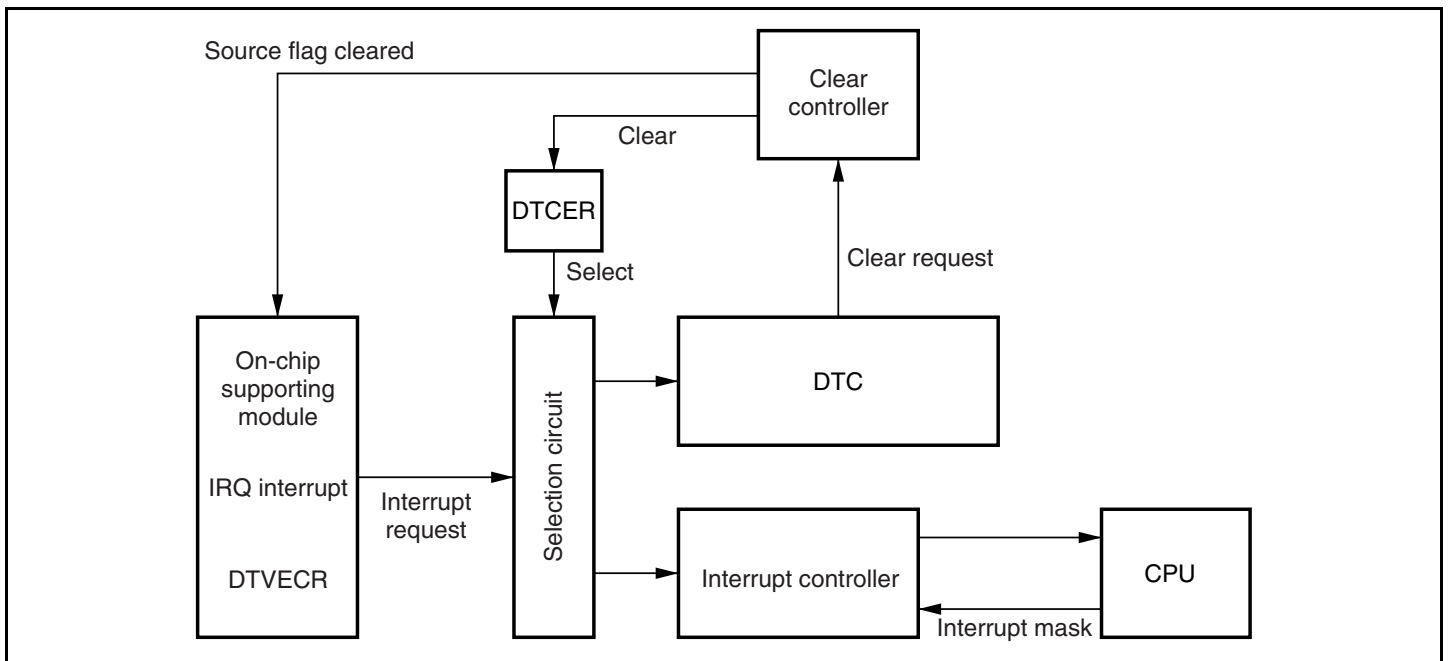 Source flag cleared
Clear
controller
Clear
DTCER
Select
Clear request
On-chip
supporting
module
IRQ interrupt
DTVECR
Interrupt
request
Selection circuit
DTC
Interrupt controller
CPU
Interrupt mask